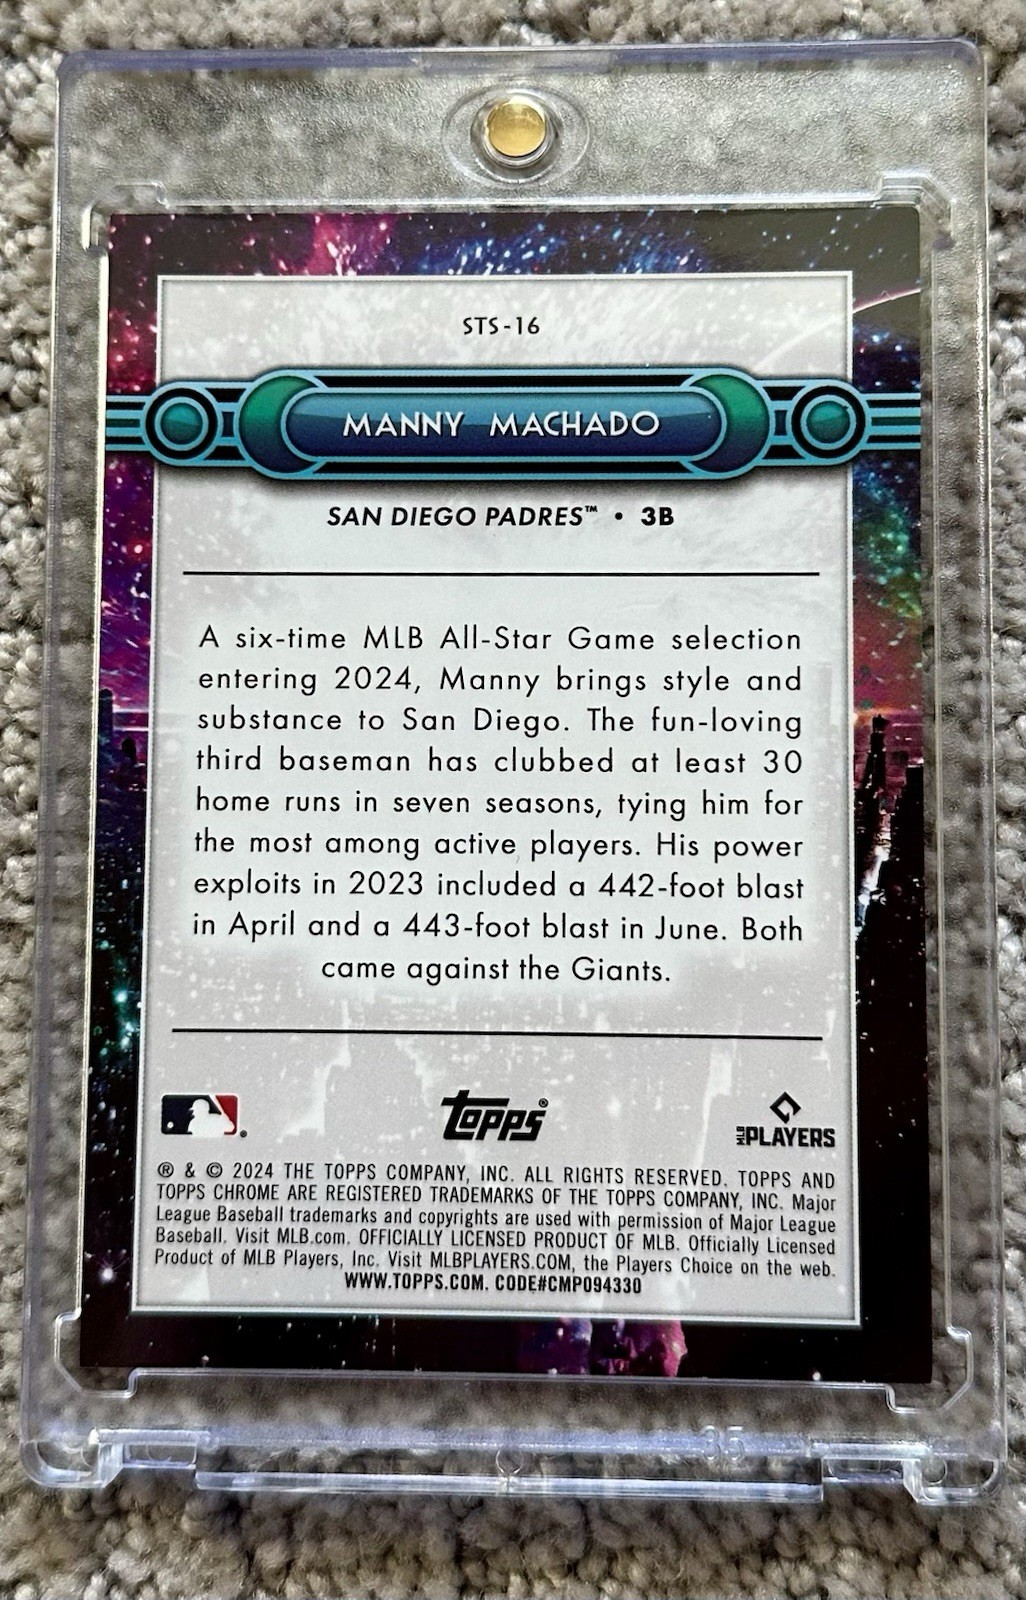 STS-16
MANNY MACHADO
SAN DIEGO PADRES™ • 3B
A six-time MLB All-Star Game selection
entering 2024, Manny brings style and
substance to San Diego. The fun-loving
third baseman has clubbed at least 30
home runs in seven seasons, tying him for
the most among active players. His power
exploits in 2023 included a 442-foot blast
in April and a 443-foot blast in June. Both
came against the Giants.
Topps®
MLB PLAYERS
® & © 2024 THE TOPPS COMPANY, INC. ALL RIGHTS RESERVED. TOPPS AND
TOPPS CHROME ARE REGISTERED TRADEMARKS OF THE TOPPS COMPANY, INC. Major
League Baseball trademarks and copyrights are used with permission of Major League
Baseball. Visit MLB.com. OFFICIALLY LICENSED PRODUCT OF MLB. Officially Licensed
Product of MLB Players, Inc. Visit MLBPLAYERS.COM, the Players Choice on the web.
WWW.TOPPS.COM. CODE#CMP094330
35